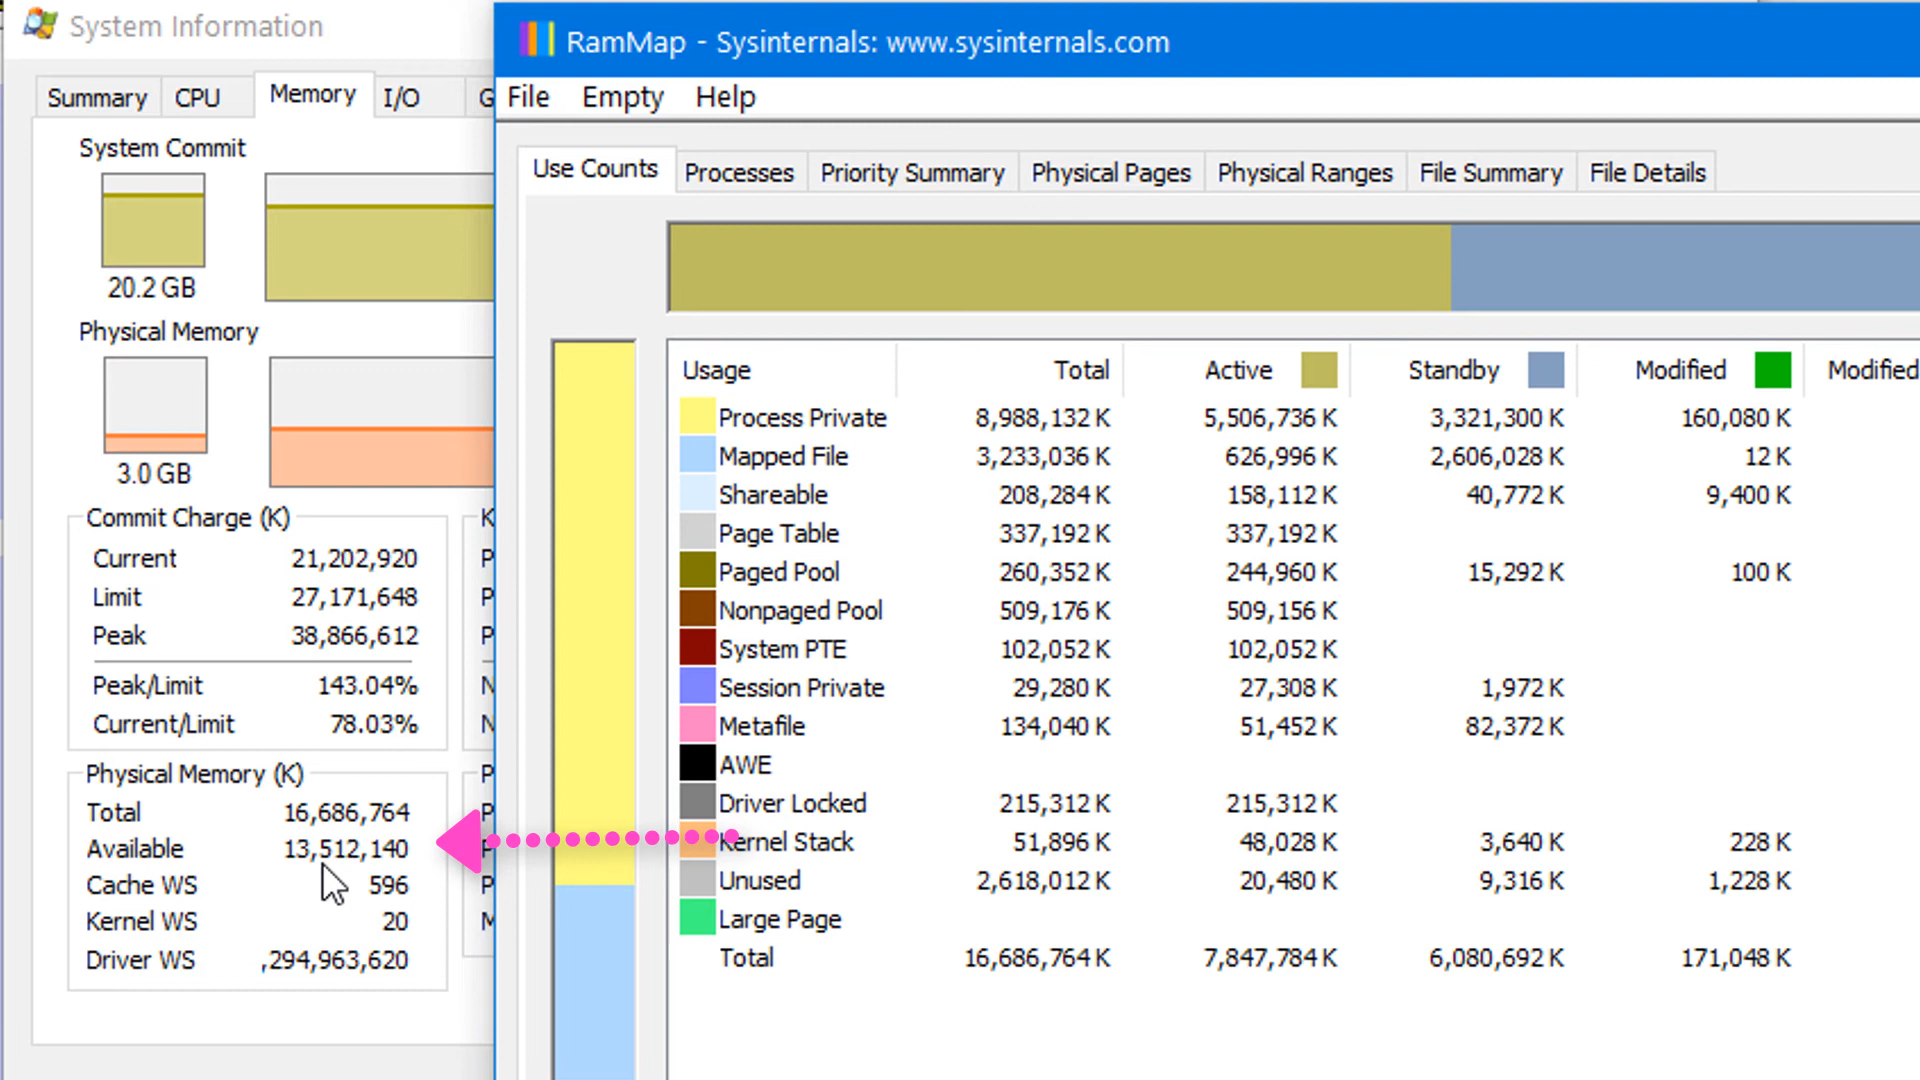 System Information
Summary CPU Memory I/O G
System Commit
20.2 GB
Physical Memory
3.0 GB
Commit Charge (K)
Current 21,202,920
Limit 27,171,648
Peak 38,866,612
Peak/Limit 143.04%
Current/Limit 78.03%
Physical Memory (K)
Total 16,686,764
Available 13,512,140
Cache WS 596
Kernel WS 20
Driver WS ,294,963,620
K
P
P
P
N
N
P
P
P
P
M
RamMap - Sysinternals: www.sysinternals.com
File Empty Help
Use Counts Processes Priority Summary Physical Pages Physical Ranges File Summary File Details
Usage Total Active Standby Modified Modified
Process Private 8,988,132 K 5,506,736 K 3,321,300 K 160,080 K
Mapped File 3,233,036 K 626,996 K 2,606,028 K 12 K
Shareable 208,284 K 158,112 K 40,772 K 9,400 K
Page Table 337,192 K 337,192 K
Paged Pool 260,352 K 244,960 K 15,292 K 100 K
Nonpaged Pool 509,176 K 509,156 K
System PTE 102,052 K 102,052 K
Session Private 29,280 K 27,308 K 1,972 K
Metafile 134,040 K 51,452 K 82,372 K
AWE
Driver Locked 215,312 K 215,312 K
Kernel Stack 51,896 K 48,028 K 3,640 K 228 K
Unused 2,618,012 K 20,480 K 9,316 K 1,228 K
Large Page
Total 16,686,764 K 7,847,784 K 6,080,692 K 171,048 K